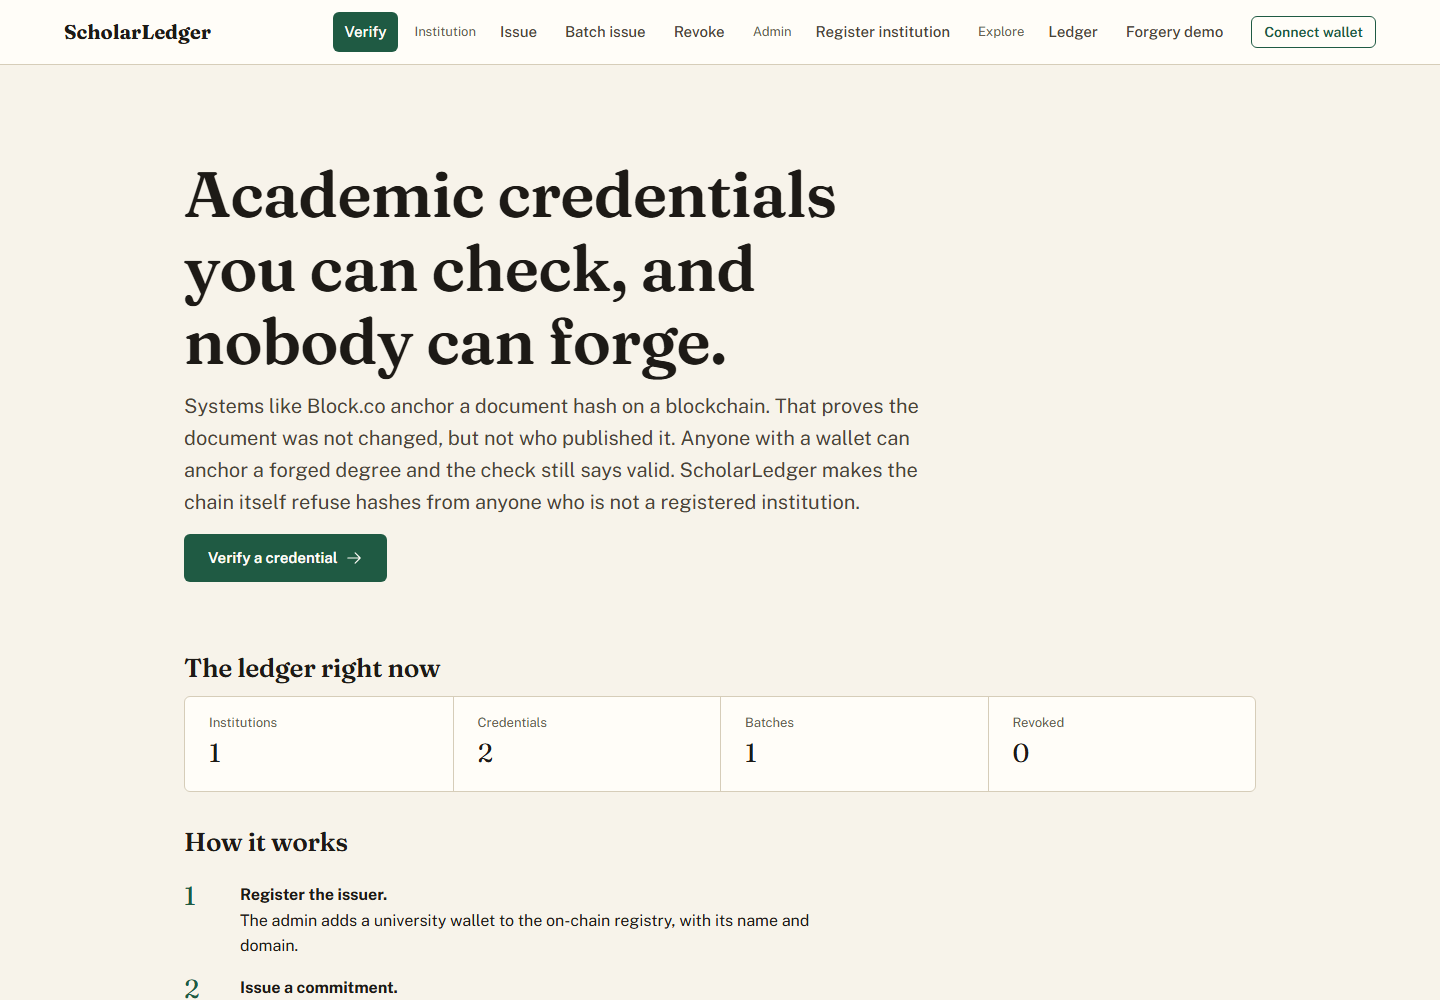 ScholarLedger
Verify Institution Issue Batch issue Revoke Admin Register institution Explore Ledger Forgery demo Connect wallet
Academic credentials
you can check, and
nobody can forge.
Systems like Block.co anchor a document hash on a blockchain. That proves the
document was not changed, but not who published it. Anyone with a wallet can
anchor a forged degree and the check still says valid. ScholarLedger makes the
chain itself refuse hashes from anyone who is not a registered institution.
Verify a credential →
The ledger right now
Institutions Credentials Batches Revoked
1 2 1 0
How it works
1 Register the issuer.
The admin adds a university wallet to the on-chain registry, with its name and
domain.
2 Issue a commitment.